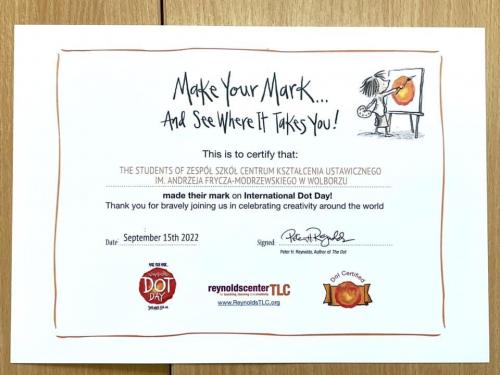 Make Your Mark...
And See Where It Takes You!
This is to certify that:
THE STUDENTS OF ZESPÓŁ SZKÓŁ CENTRUM KSZTAŁCENIA USTAWICZNEGO
IM. ANDRZEJA FRYCZA-MODRZEWSKIEGO W WOLBORZU
made their mark on International Dot Day!
Thank you for bravely joining us in celebrating creativity around the world
Date September 15th 2022
Signed Peter H. Reynolds
Peter H. Reynolds, Author of The Dot
DOT
DAY
reynoldscenterTLC
www.ReynoldsTLC.org
Dot Certified